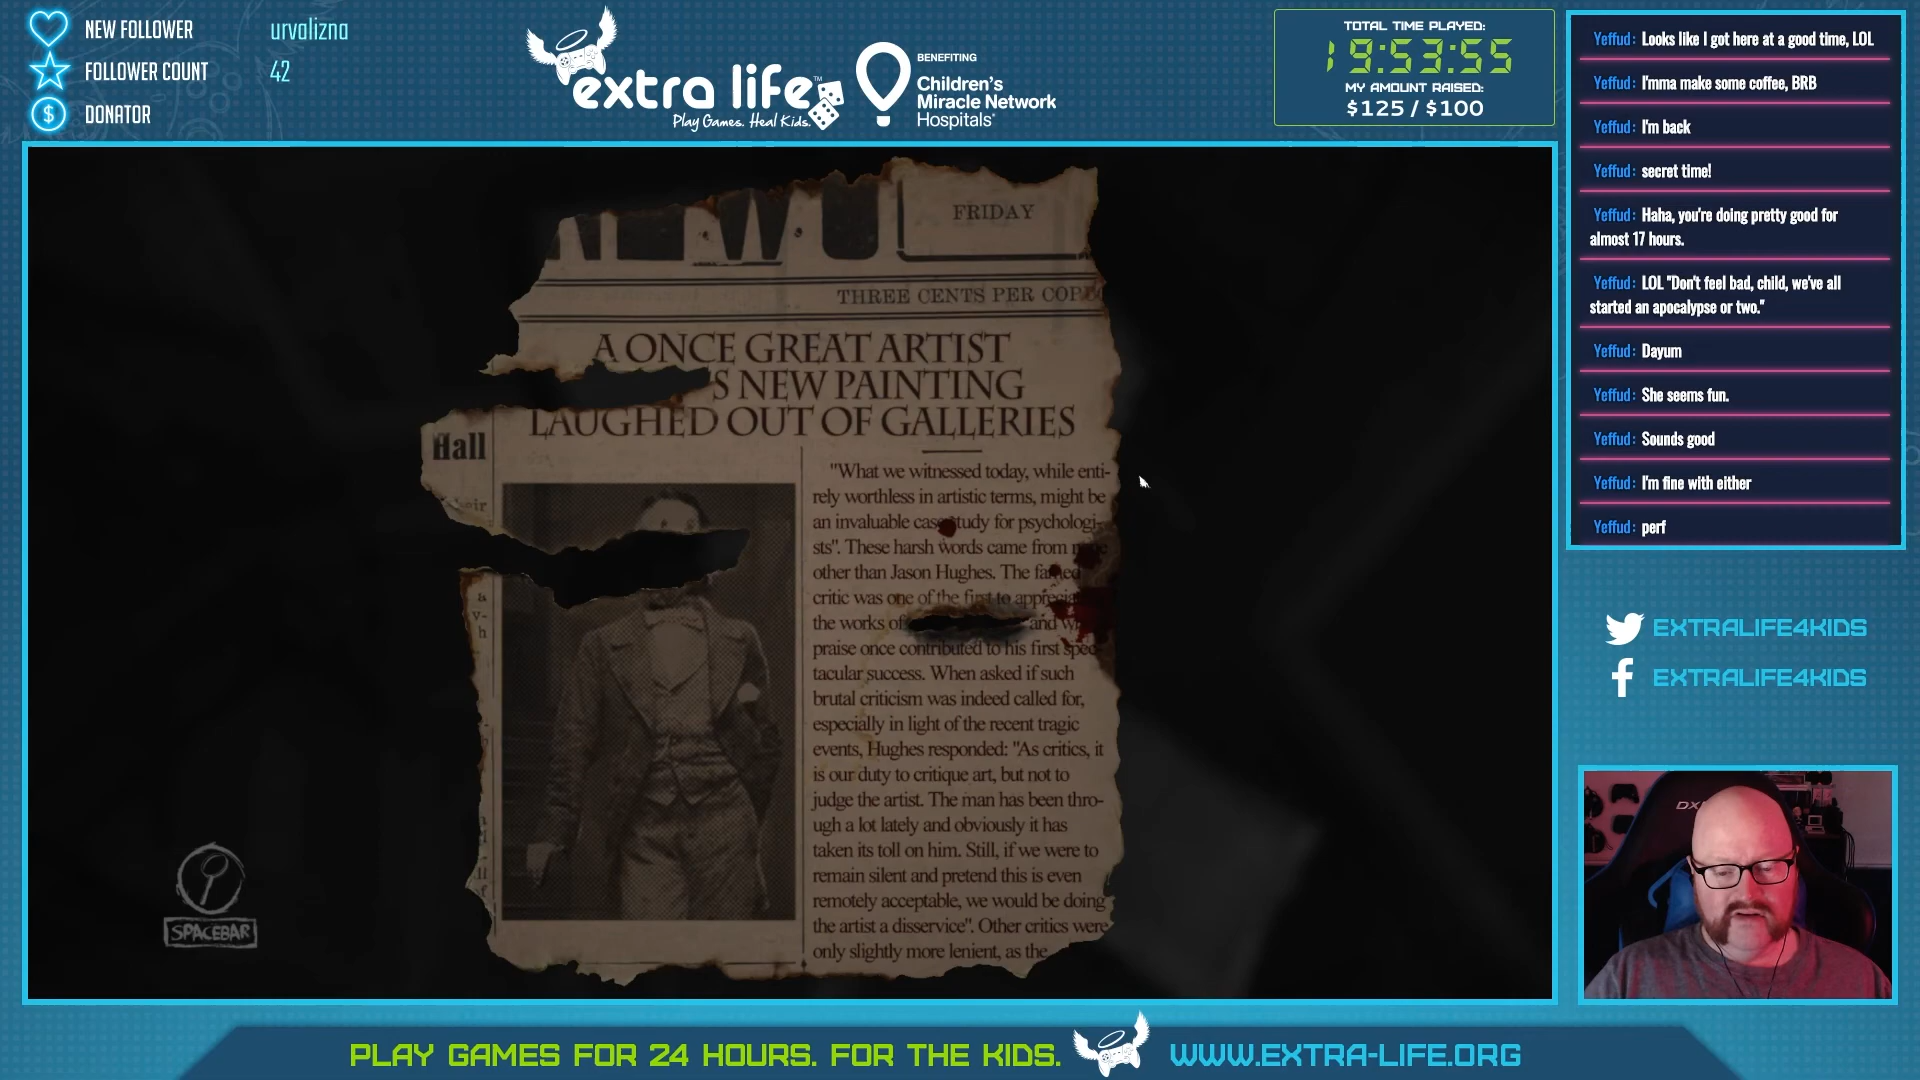 NEW FOLLOWER urvalizna
FOLLOWER COUNT 42
DONATOR
extra life™
Play Games. Heal Kids.
BENEFITING
Children's
Miracle Network
Hospitals
TOTAL TIME PLAYED:
19:53:55
MY AMOUNT RAISED:
$125 / $100
Yeffud: Looks like I got here at a good time, LOL
Yeffud: I'mma make some coffee, BRB
Yeffud: I'm back
Yeffud: secret time!
Yeffud: Haha, you're doing pretty good for
almost 17 hours.
Yeffud: LOL "Don't feel bad, child, we've all
started an apocalypse or two."
Yeffud: Dayum
Yeffud: She seems fun.
Yeffud: Sounds good
Yeffud: I'm fine with either
Yeffud: perf
FRIDAY
THREE CENTS PER COP
A ONCE GREAT ARTIST
S NEW PAINTING
LAUGHED OUT OF GALLERIES
Hall
"What we witnessed today, while enti-
rely worthless in artistic terms, might be
an invaluable case study for psychologi-
sts". These harsh words came from
other than Jason Hughes. The famed
critic was one of the first to
the works of and
praise once contributed to his first spec-
tacular success. When asked if such
brutal criticism was indeed called for,
especially in light of the recent tragic
events, Hughes responded: "As critics, it
is our duty to critique art, but not to
judge the artist. The man has been thro-
ugh a lot lately and obviously it has
taken its toll on him. Still, if we were to
remain silent and pretend this is even
remotely acceptable, we would be doing
the artist a disservice". Other critics were
only slightly more lenient, as the
SPACEBAR
EXTRALIFE4KIDS
EXTRALIFE4KIDS
PLAY GAMES FOR 24 HOURS. FOR THE KIDS.
WWW.EXTRA-LIFE.ORG